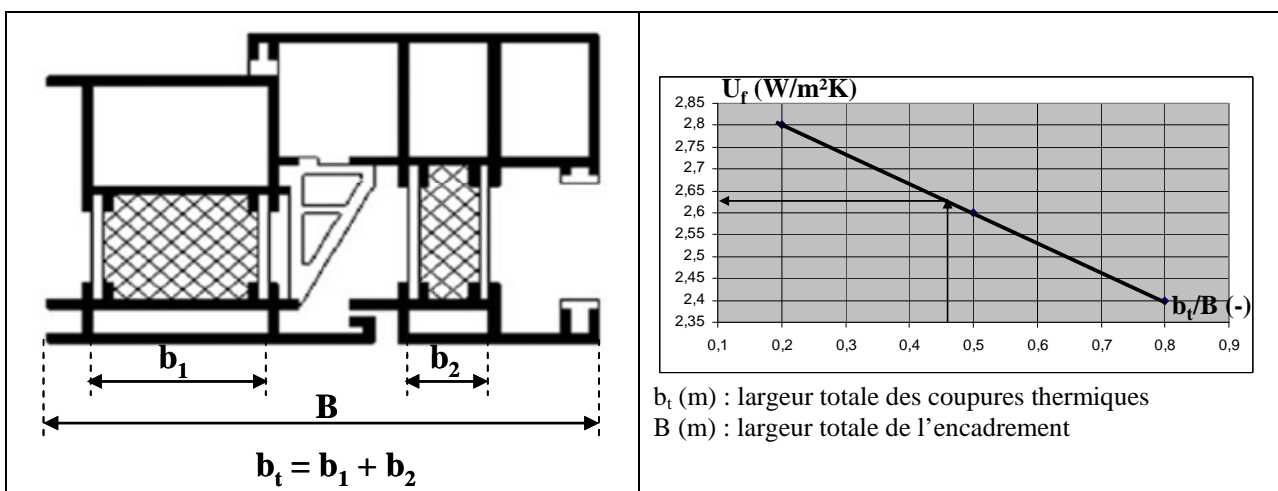 b₁
b₂
B
bₜ = b₁ + b₂
U_f (W/m²K)
2,85
2,8
2,75
2,7
2,65
2,6
2,55
2,5
2,45
2,4
2,35
bₜ/B (-)
0,1 0,2 0,3 0,4 0,5 0,6 0,7 0,8 0,9
bₜ (m) : largeur totale des coupures thermiques
B (m) : largeur totale de l’encadrement